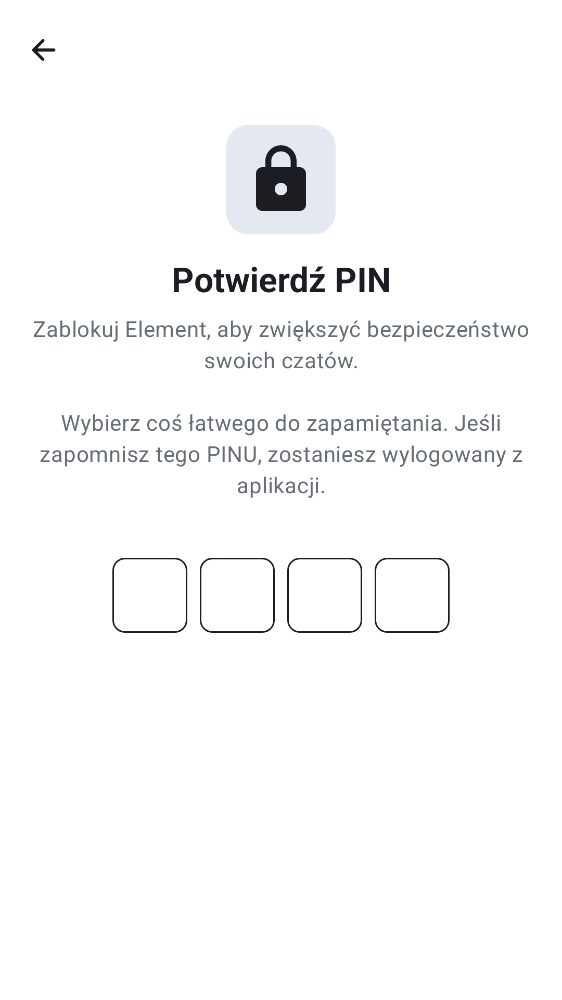 Potwierdź PIN
Zablokuj Element, aby zwiększyć bezpieczeństwo
swoich czatów.
Wybierz coś łatwego do zapamiętania. Jeśli
zapomnisz tego PINU, zostaniesz wylogowany z
aplikacji.